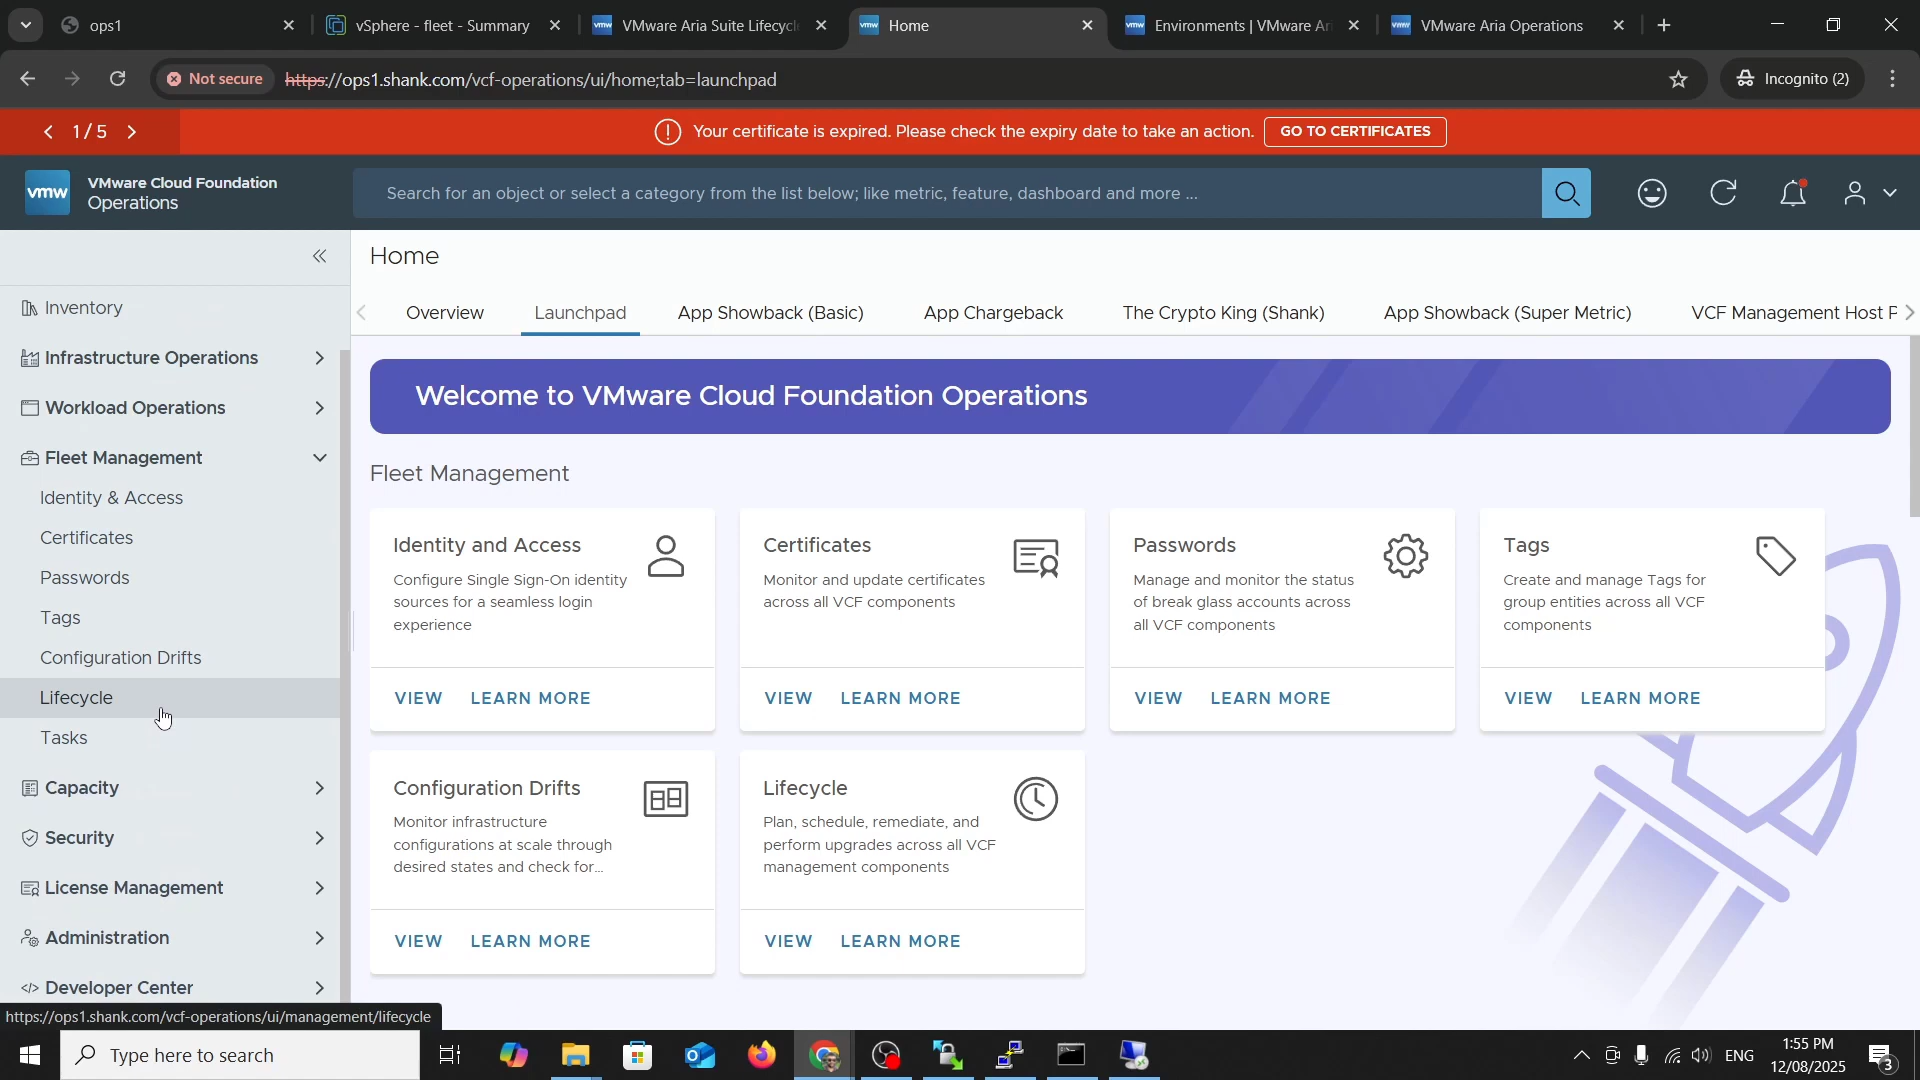 ops1
vSphere - fleet - Summary
VMware Aria Suite Lifecycle
Home
Environments | VMware Ari
VMware Aria Operations
Not secure
https://ops1.shank.com/vcf-operations/ui/home;tab=launchpad
Incognito (2)
1 / 5
Your certificate is expired. Please check the expiry date to take an action.
GO TO CERTIFICATES
vmw
VMware Cloud Foundation
Operations
Search for an object or select a category from the list below; like metric, feature, dashboard and more ...
Home
Inventory
Overview
Launchpad
App Showback (Basic)
App Chargeback
The Crypto King (Shank)
App Showback (Super Metric)
VCF Management Host P
Infrastructure Operations
Workload Operations
Fleet Management
Identity & Access
Certificates
Passwords
Tags
Configuration Drifts
Lifecycle
Tasks
Capacity
Security
License Management
Administration
Developer Center
Welcome to VMware Cloud Foundation Operations
Fleet Management
Identity and Access
Configure Single Sign-On identity
sources for a seamless login
experience
VIEW LEARN MORE
Certificates
Monitor and update certificates
across all VCF components
VIEW LEARN MORE
Passwords
Manage and monitor the status
of break glass accounts across
all VCF components
VIEW LEARN MORE
Tags
Create and manage Tags for
group entities across all VCF
components
VIEW LEARN MORE
Configuration Drifts
Monitor infrastructure
configurations at scale through
desired states and check for...
VIEW LEARN MORE
Lifecycle
Plan, schedule, remediate, and
perform upgrades across all VCF
management components
VIEW LEARN MORE
https://ops1.shank.com/vcf-operations/ui/management/lifecycle
Type here to search
ENG
1:55 PM
12/08/2025
3